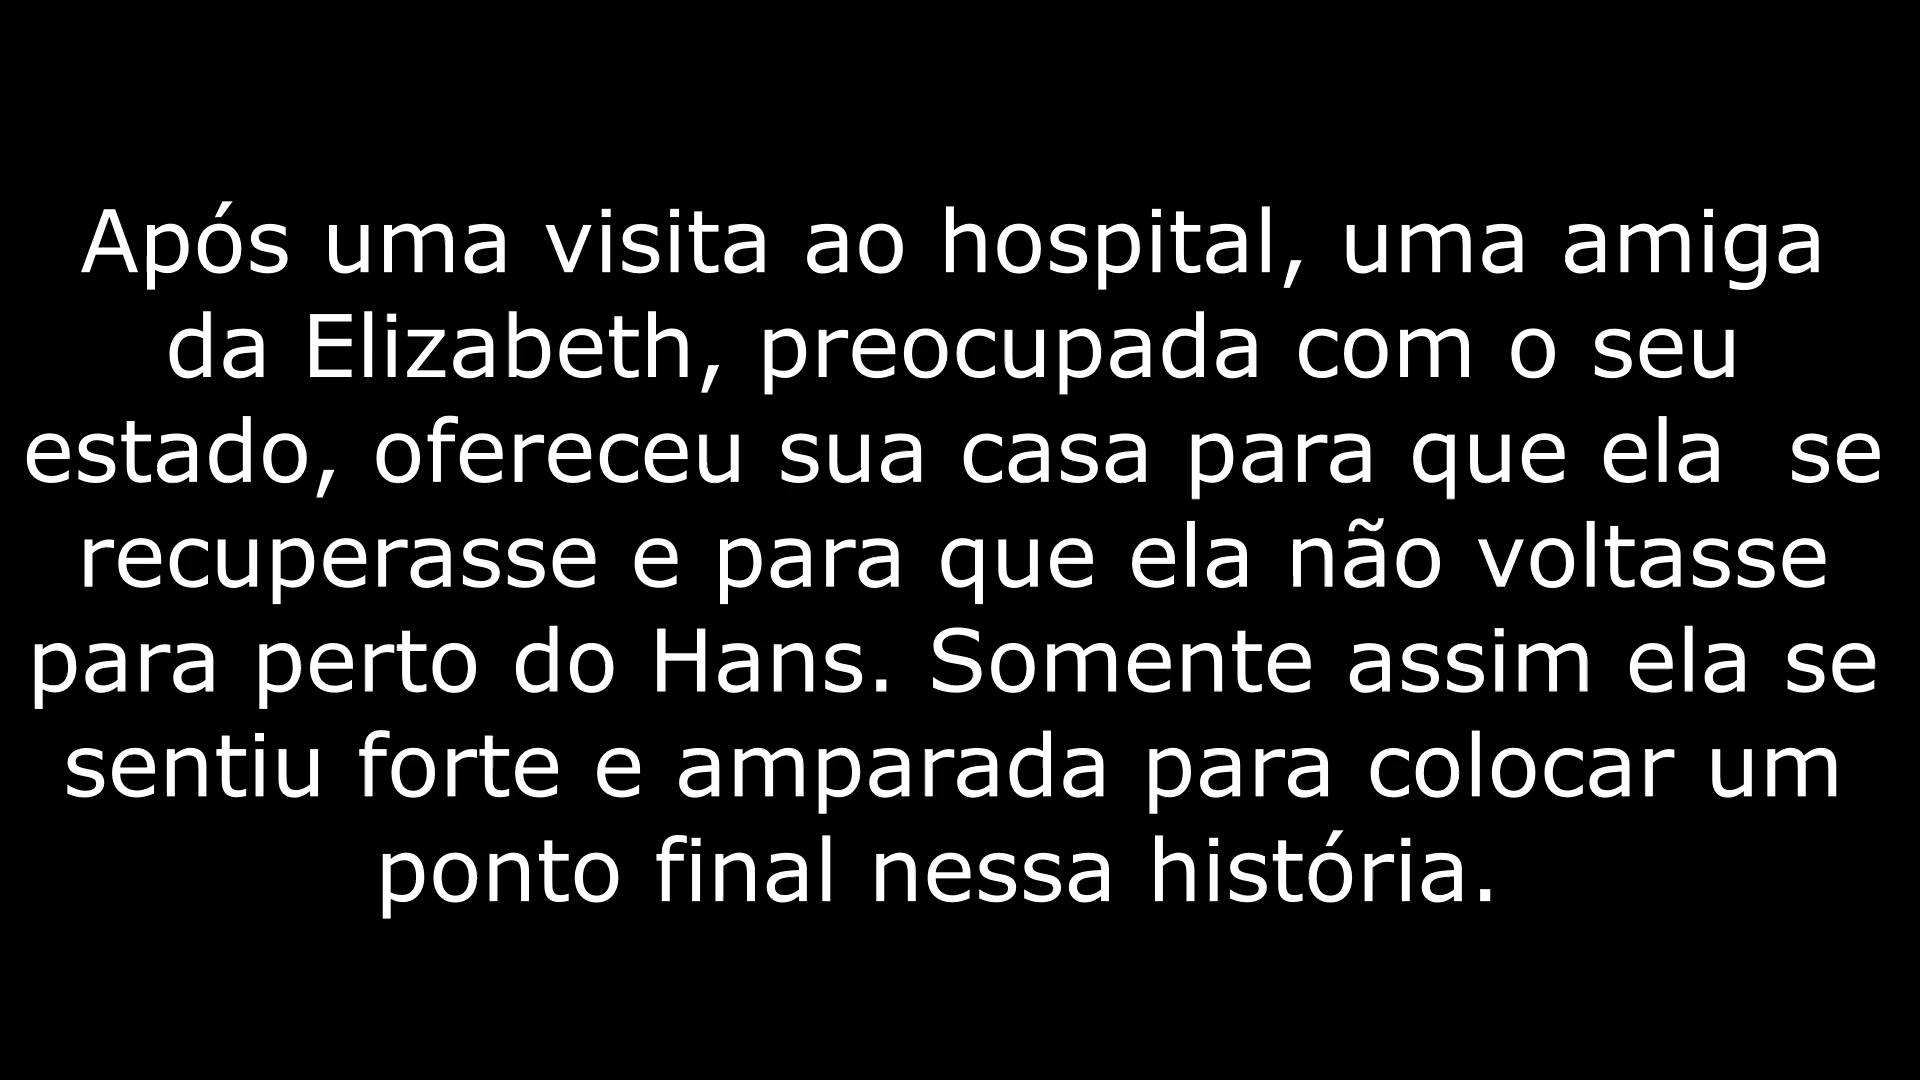 Após uma visita ao hospital, uma amiga
da Elizabeth, preocupada com o seu
estado, ofereceu sua casa para que ela  se
recuperasse e para que ela não voltasse
para perto do Hans. Somente assim ela se
sentiu forte e amparada para colocar um
ponto final nessa história.